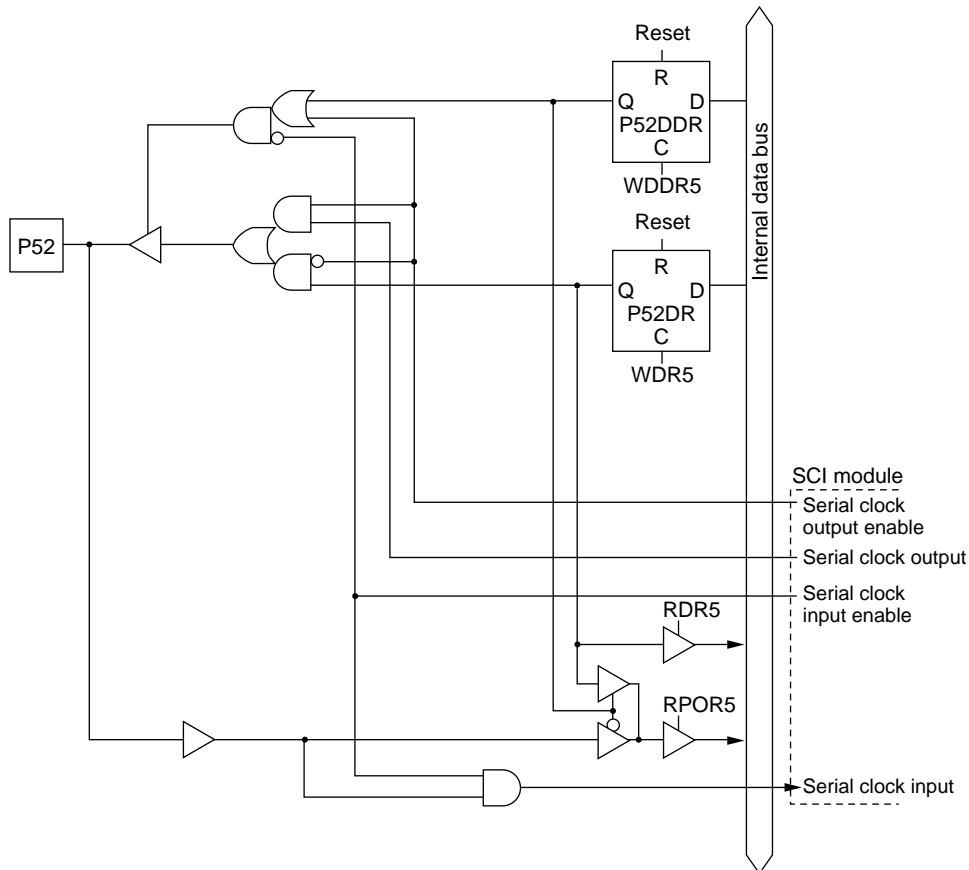 Reset
R
Q
D
P52DDR
C
WDDR5
Internal data bus
P52
Reset
R
Q
D
P52DR
C
WDR5
SCI module
Serial clock
output enable
Serial clock output
Serial clock
input enable
RDR5
RPOR5
Serial clock input